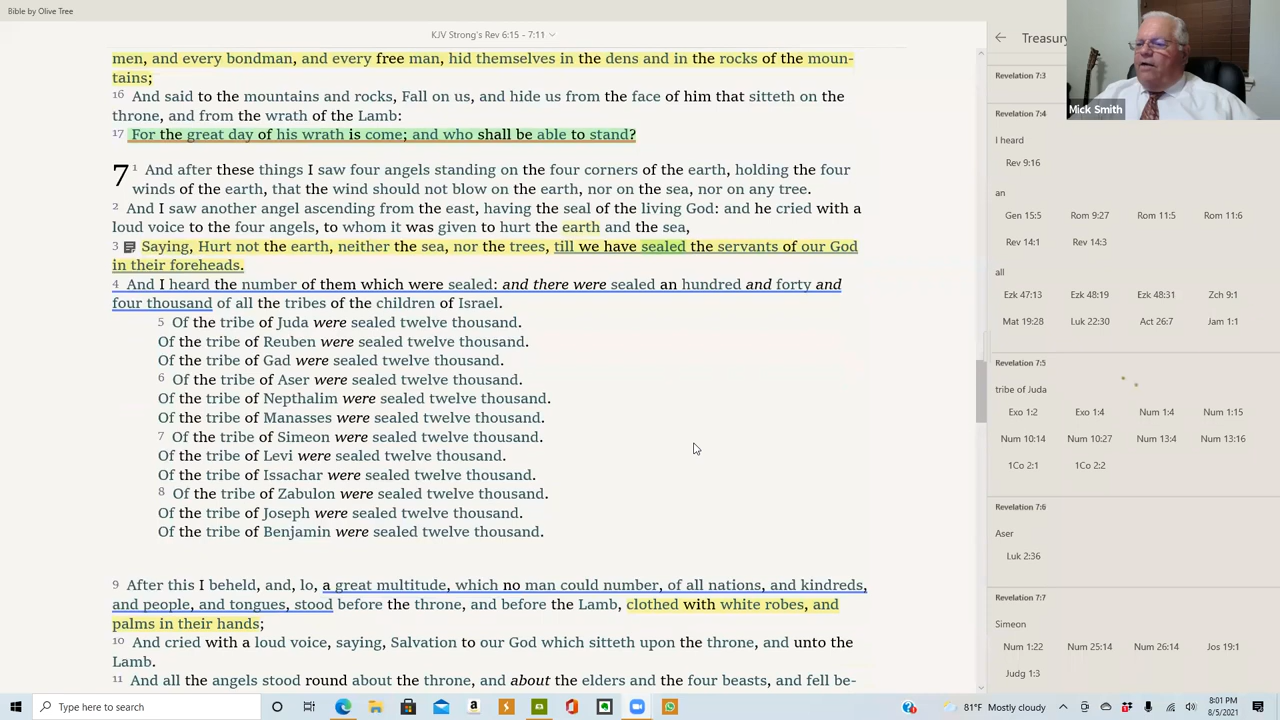 Bible by Olive Tree
KJV Strong's Rev 6:15 - 7:11
men, and every bondman, and every free man, hid themselves in the dens and in the rocks of the moun-
tains;
16 And said to the mountains and rocks, Fall on us, and hide us from the face of him that sitteth on the
throne, and from the wrath of the Lamb:
17 For the great day of his wrath is come; and who shall be able to stand?
7 1 And after these things I saw four angels standing on the four corners of the earth, holding the four
winds of the earth, that the wind should not blow on the earth, nor on the sea, nor on any tree.
2 And I saw another angel ascending from the east, having the seal of the living God: and he cried with a
loud voice to the four angels, to whom it was given to hurt the earth and the sea,
3 Saying, Hurt not the earth, neither the sea, nor the trees, till we have sealed the servants of our God
in their foreheads.
4 And I heard the number of them which were sealed: and there were sealed an hundred and forty and
four thousand of all the tribes of the children of Israel.
5 Of the tribe of Juda were sealed twelve thousand.
Of the tribe of Reuben were sealed twelve thousand.
Of the tribe of Gad were sealed twelve thousand.
6 Of the tribe of Aser were sealed twelve thousand.
Of the tribe of Nepthalim were sealed twelve thousand.
Of the tribe of Manasses were sealed twelve thousand.
7 Of the tribe of Simeon were sealed twelve thousand.
Of the tribe of Levi were sealed twelve thousand.
Of the tribe of Issachar were sealed twelve thousand.
8 Of the tribe of Zabulon were sealed twelve thousand.
Of the tribe of Joseph were sealed twelve thousand.
Of the tribe of Benjamin were sealed twelve thousand.
9 After this I beheld, and, lo, a great multitude, which no man could number, of all nations, and kindreds,
and people, and tongues, stood before the throne, and before the Lamb, clothed with white robes, and
palms in their hands;
10 And cried with a loud voice, saying, Salvation to our God which sitteth upon the throne, and unto the
Lamb.
11 And all the angels stood round about the throne, and about the elders and the four beasts, and fell be-
Treasury
Mick Smith
Revelation 7:3
Revelation 7:4
I heard
Rev 9:16
an
Gen 15:5 Rom 9:27 Rom 11:5 Rom 11:6
Rev 14:1 Rev 14:3
all
Ezk 47:13 Ezk 48:19 Ezk 48:31 Zch 9:1
Mat 19:28 Luk 22:30 Act 26:7 Jam 1:1
Revelation 7:5
tribe of Juda
Exo 1:2 Exo 1:4 Num 1:4 Num 1:15
Num 10:14 Num 10:27 Num 13:4 Num 13:16
1Co 2:1 1Co 2:2
Revelation 7:6
Aser
Luk 2:36
Revelation 7:7
Simeon
Num 1:22 Num 25:14 Num 26:14 Jos 19:1
Judg 1:3
Type here to search
81°F Mostly cloudy
8:01 PM
8/5/2021